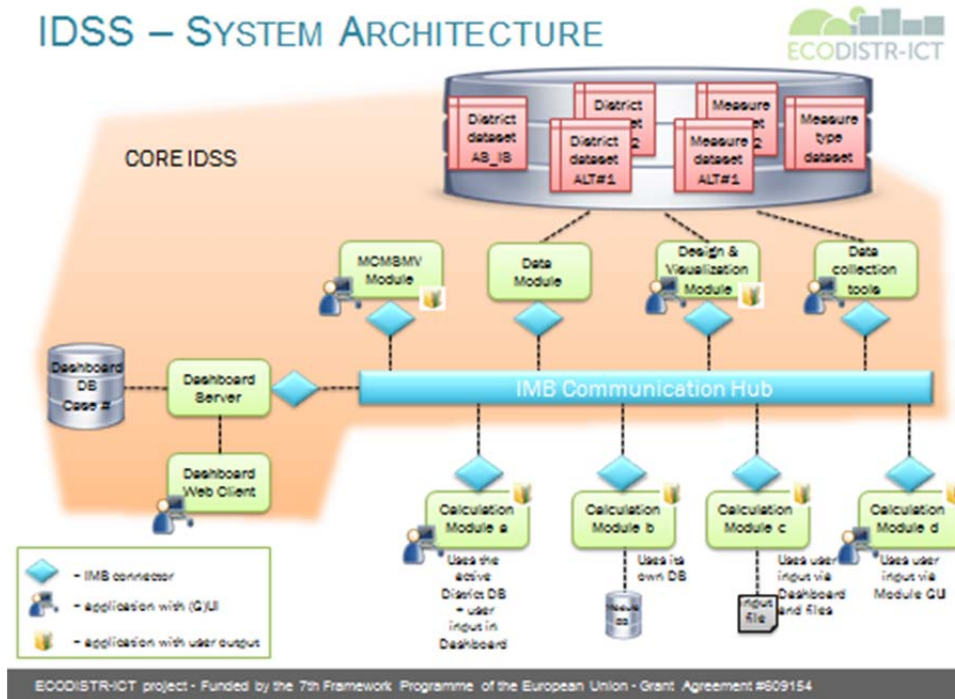 IDSS – SYSTEM ARCHITECTURE
ECODISTR-ICT
CORE IDSS
District
dataset
AB_IB
District
2
District
dataset
ALT#1
Measure
2
Measure
dataset
ALT#1
Measure
type
dataset
MCMBMV
Module
Data
Module
Design &
Visualization
Module
Data
collection
tools
Dashboard
DB
Case #
Dashboard
Server
IMB Communication Hub
Dashboard
Web Client
Calculation
Module a
Calculation
Module b
Calculation
Module c
Calculation
Module d
Uses the
active
District DB
+ user
input in
Dashboard
Uses its
own DB
Module
DB
Uses user
input via
Dashboard
and files
Input
file
Uses user
input via
Module GUI
- IMB connector
- application with (G)UI
- application with user output
ECODISTR-ICT project - Funded by the 7th Framework Programme of the European Union - Grant Agreement #609154